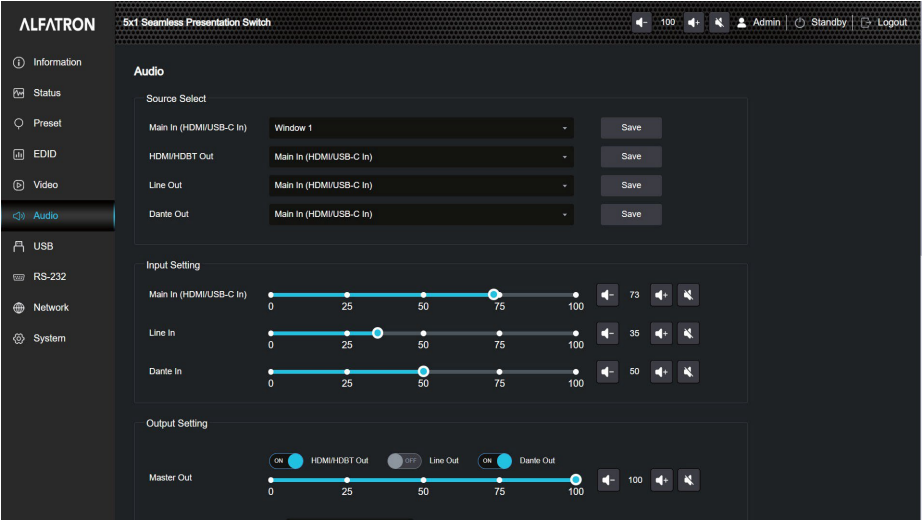 ALFATRON
5x1 Seamless Presentation Switch
100
Admin
Standby
Logout
Information
Status
Preset
EDID
Video
Audio
USB
RS-232
Network
System
Audio
Source Select
Main In (HDMI/USB-C In) Window 1 Save
HDMI/HDBT Out Main In (HDMI/USB-C In) Save
Line Out Main In (HDMI/USB-C In) Save
Dante Out Main In (HDMI/USB-C In) Save
Input Setting
Main In (HDMI/USB-C In) 73
0 25 50 75 100
Line In 35
0 25 50 75 100
Dante In 50
0 25 50 75 100
Output Setting
ON HDMI/HDBT Out OFF Line Out ON Dante Out
Master Out 100
0 25 50 75 100